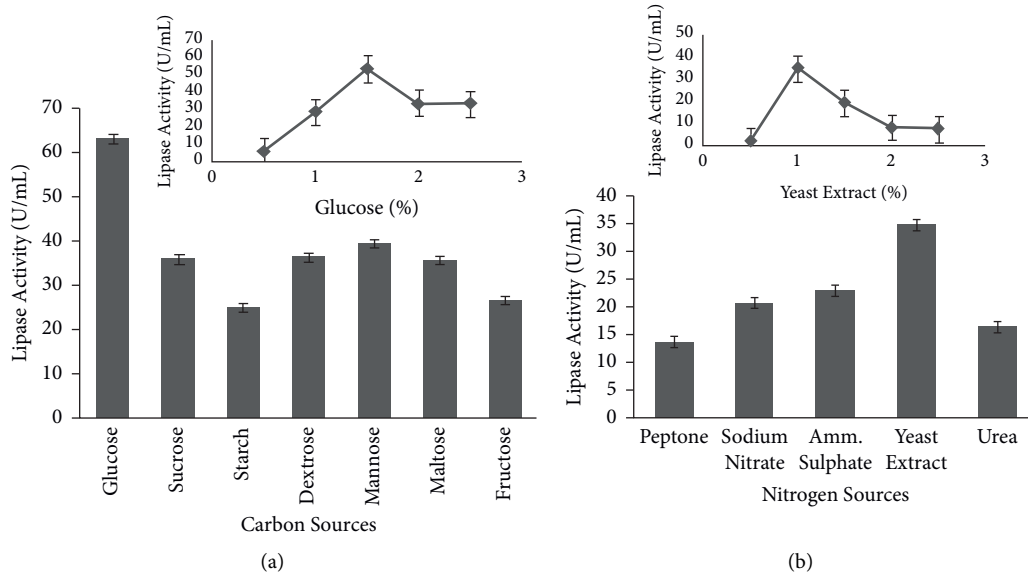 Lipase Activity (U/mL)
70
60
50
40
30
20
10
0
0
1
2
3
Glucose (%)
Lipase Activity (U/mL)
70
60
50
40
30
20
10
0
Glucose
Sucrose
Starch
Dextrose
Mannose
Maltose
Fructose
Carbon Sources
(a)
Lipase Activity (U/mL)
50
40
30
20
10
0
0
1
2
3
Yeast Extract (%)
Lipase Activity (U/mL)
40
35
30
25
20
15
10
5
0
Peptone
Sodium
Nitrate
Amm.
Sulphate
Yeast
Extract
Urea
Nitrogen Sources
(b)